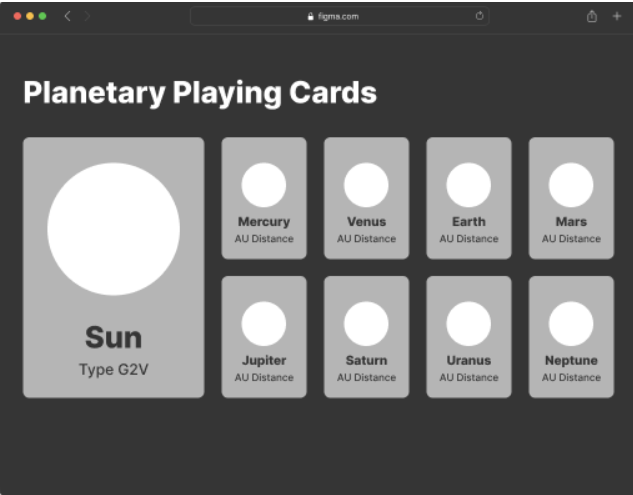 figma.com
Planetary Playing Cards
Sun
Type G2V
Mercury
AU Distance
Venus
AU Distance
Earth
AU Distance
Mars
AU Distance
Jupiter
AU Distance
Saturn
AU Distance
Uranus
AU Distance
Neptune
AU Distance